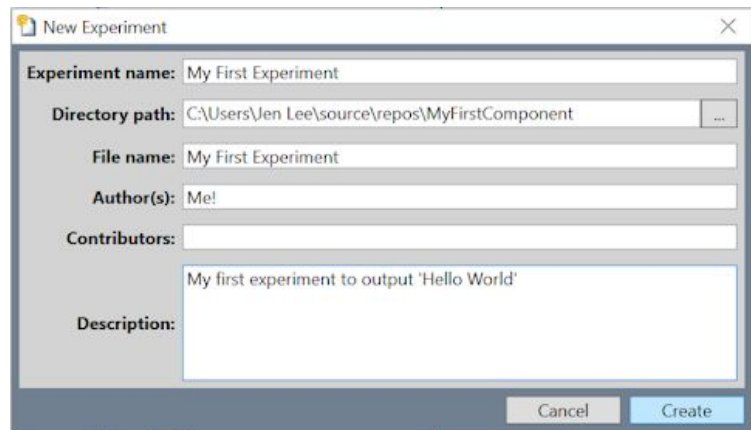 New Experiment
Experiment name: My First Experiment
Directory path: C:\Users\Jen Lee\source\repos\MyFirstComponent ...
File name: My First Experiment
Author(s): Me!
Contributors:
My first experiment to output 'Hello World'
Description:
Cancel Create